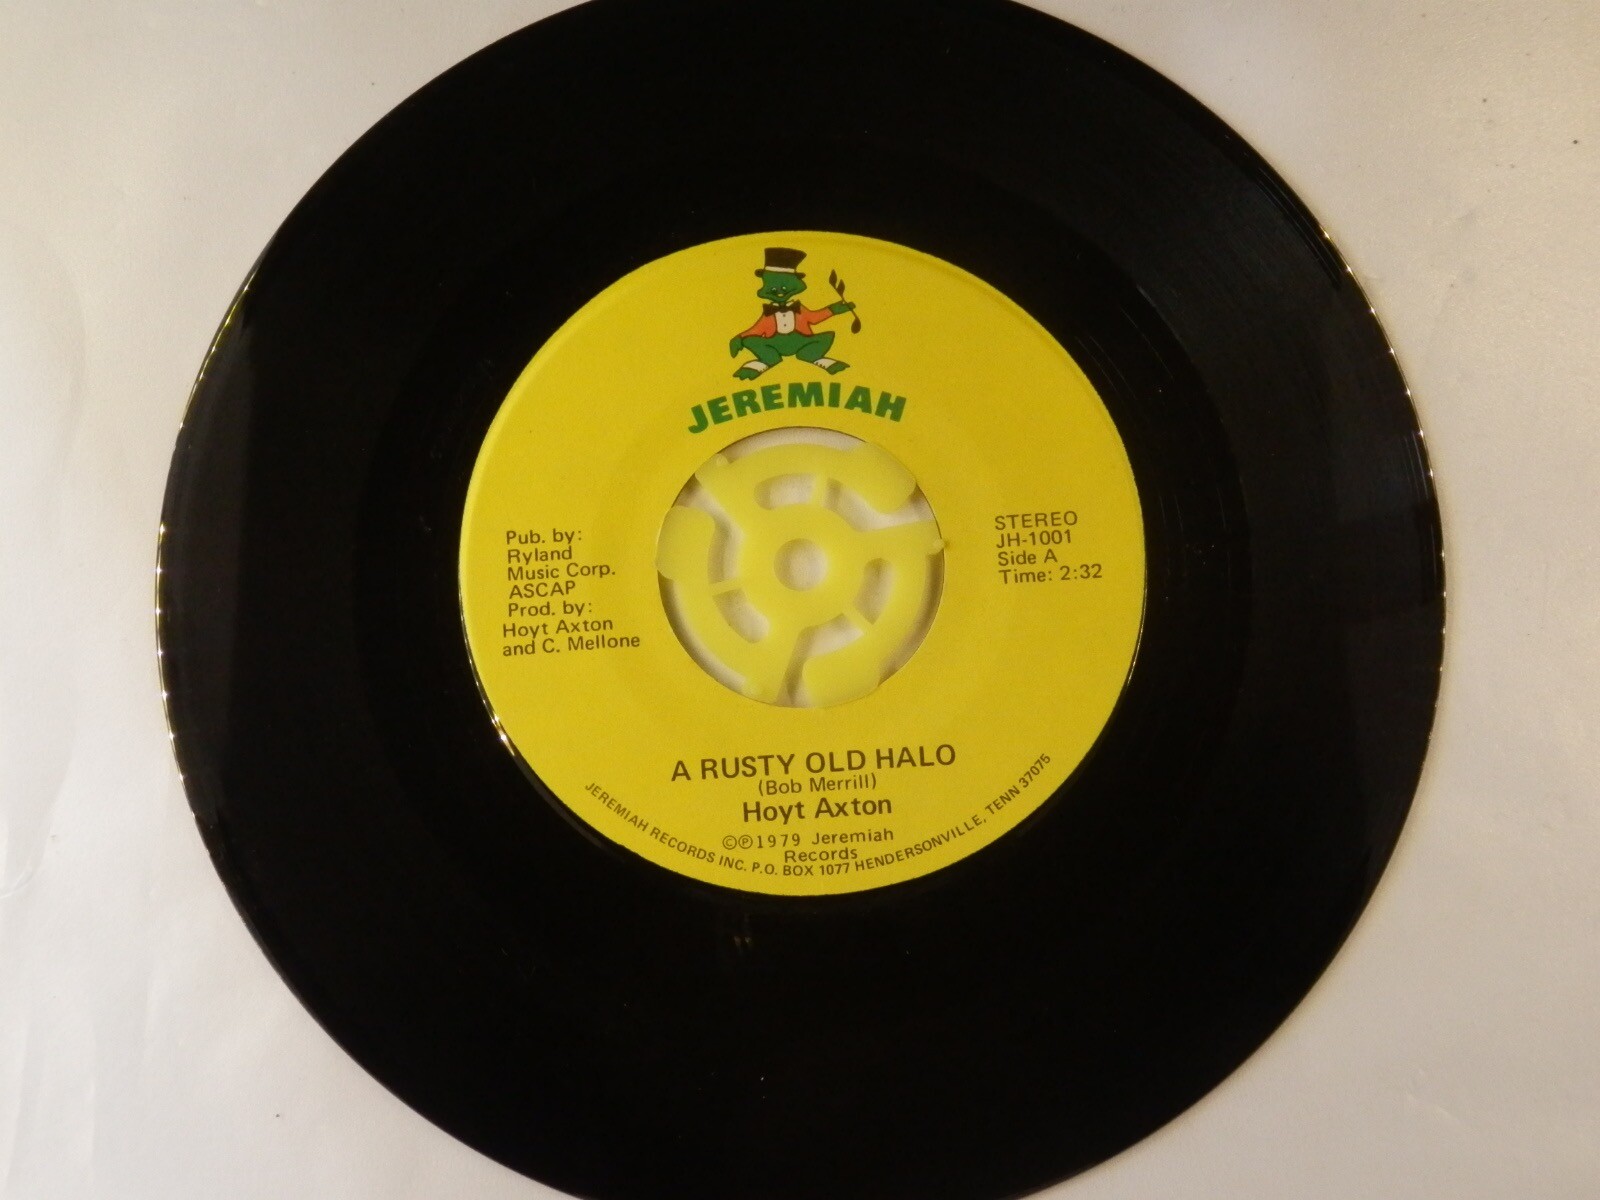 JEREMIAH
Pub. by:
Ryland
Music Corp.
ASCAP
Prod. by:
Hoyt Axton
and C. Mellone
STEREO
JH-1001
Side A
Time: 2:32
A RUSTY OLD HALO
(Bob Merrill)
Hoyt Axton
©℗1979 Jeremiah
Records
JEREMIAH RECORDS INC. P.O. BOX 1077 HENDERSONVILLE, TENN 37075